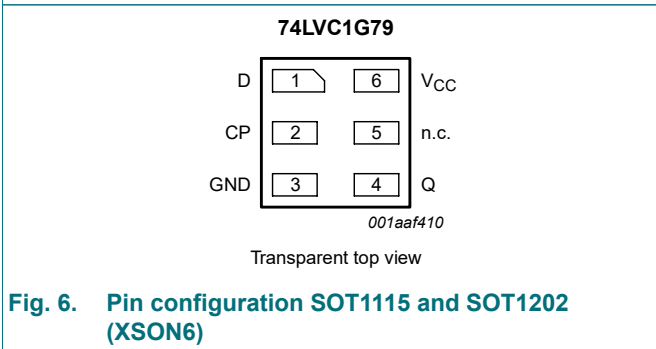 74LVC1G79
D 1 6 VCC
CP 2 5 n.c.
GND 3 4 Q
001aaf410
Transparent top view
Fig. 6. Pin configuration SOT1115 and SOT1202
(XSON6)